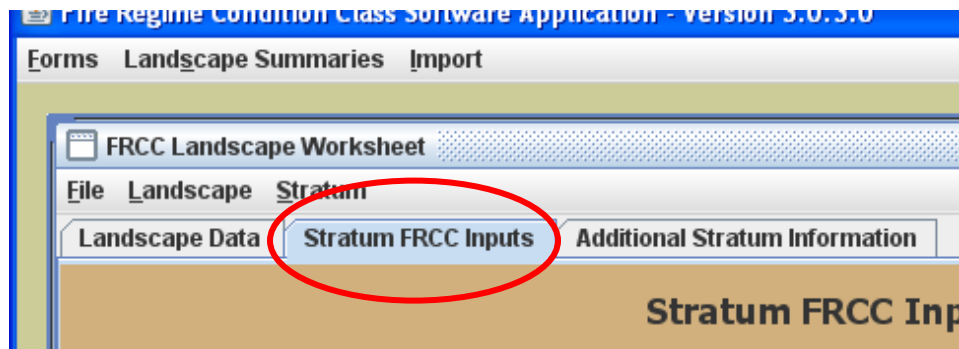 Fire Regime Condition Class Software Application - Version 3.0.3.0
Forms Landscape Summaries Import
FRCC Landscape Worksheet
File Landscape Stratum
Landscape Data Stratum FRCC Inputs Additional Stratum Information
Stratum FRCC Inp